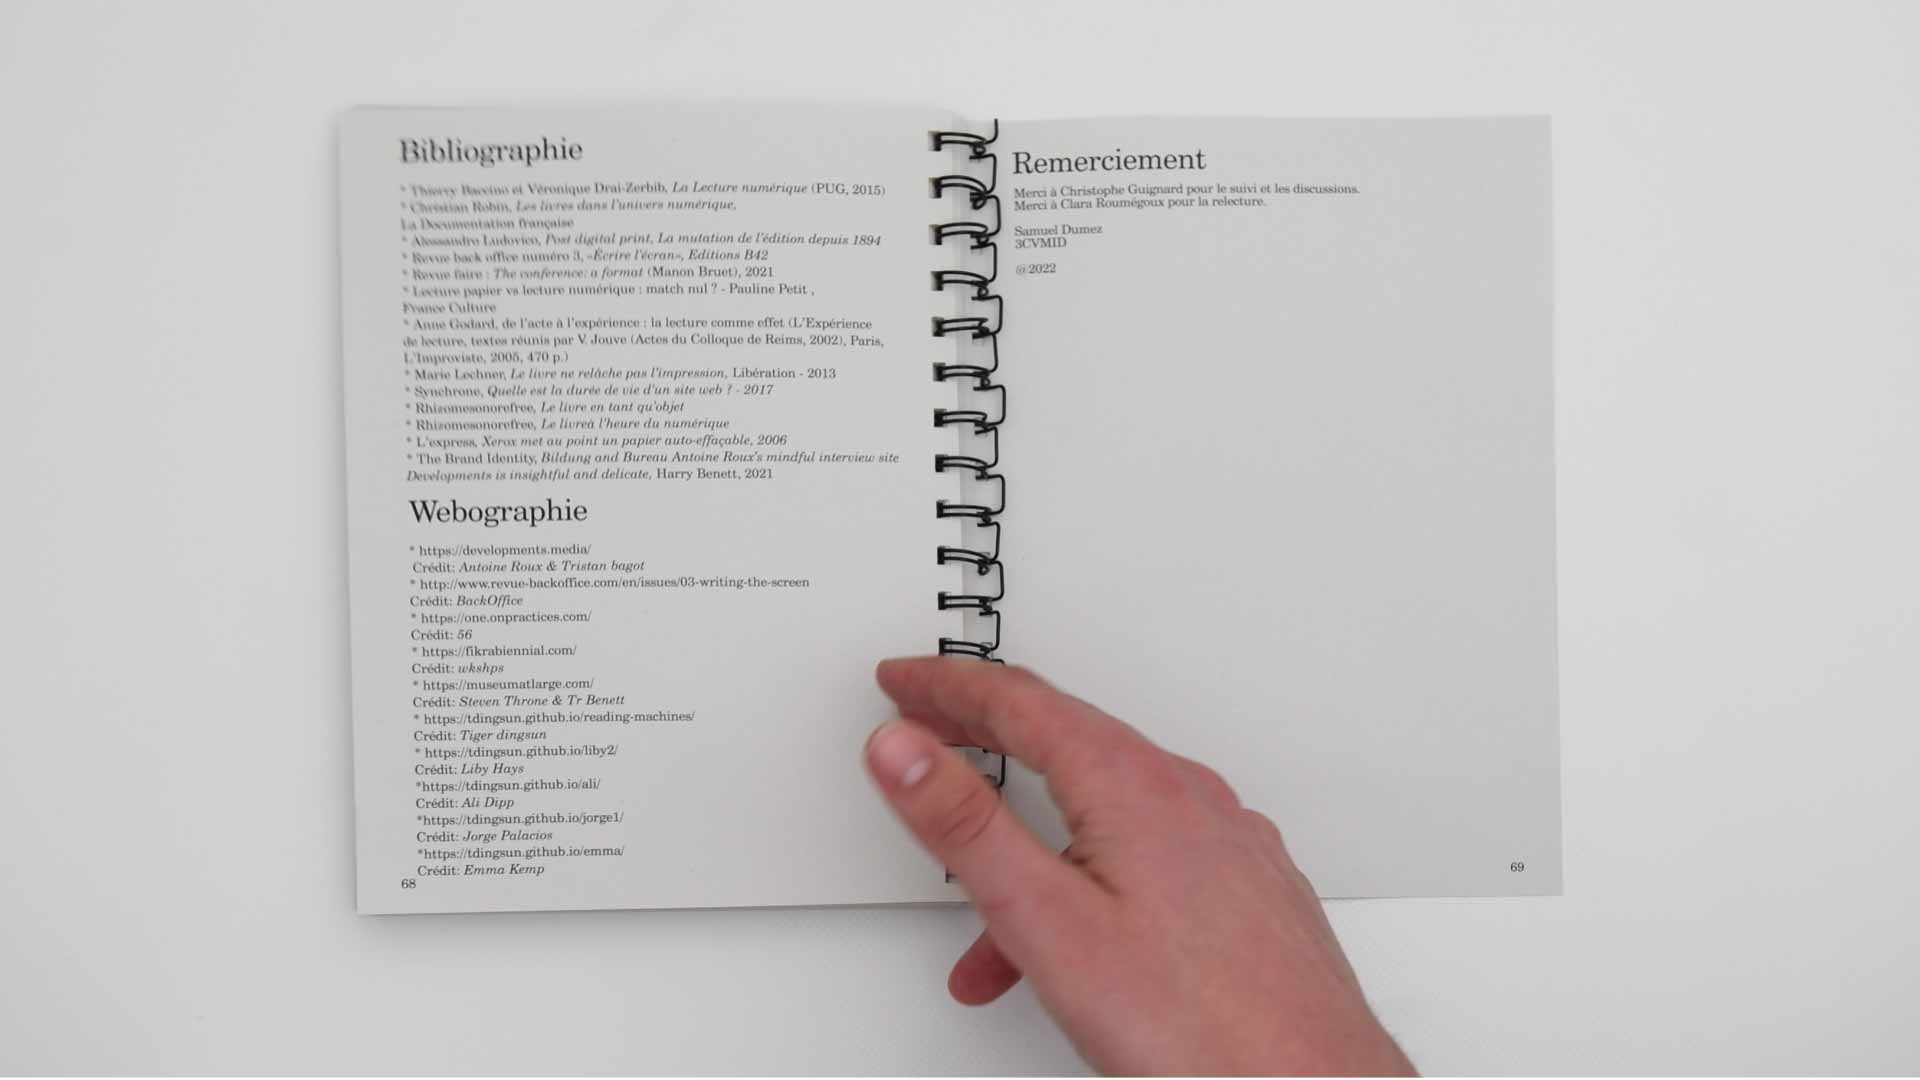 Bibliographie
* Thierry Baccino et Véronique Drai-Zerbib, La Lecture numérique (PUG, 2015)
* Christian Robin, Les livres dans l'univers numérique,
La Documentation française
* Alessandro Ludovico, Post digital print, La mutation de l'édition depuis 1894
* Revue back office numéro 3, «Écrire l'écran», Editions B42
* Revue faire : The conference: a format (Manon Bruet), 2021
* Lecture papier vs lecture numérique : match nul ? - Pauline Petit ,
France Culture
* Anne Godard, de l'acte à l'expérience : la lecture comme effet (L'Expérience
de lecture, textes réunis par V. Jouve (Actes du Colloque de Reims, 2002), Paris,
L'Improviste, 2005, 470 p.)
* Marie Lechner, Le livre ne relâche pas l'impression, Libération - 2013
* Synchrone, Quelle est la durée de vie d'un site web ? - 2017
* Rhizomesonorefree, Le livre en tant qu'objet
* Rhizomesonorefree, Le livreà l'heure du numérique
* L'express, Xerox met au point un papier auto-effaçable, 2006
* The Brand Identity, Bildung and Bureau Antoine Roux's mindful interview site
Developments is insightful and delicate, Harry Benett, 2021
Webographie
* https://developments.media/
Crédit: Antoine Roux & Tristan bagot
* http://www.revue-backoffice.com/en/issues/03-writing-the-screen
Crédit: BackOffice
* https://one.onpractices.com/
Crédit: 56
* https://fikrabiennial.com/
Crédit: wkshps
* https://museumatlarge.com/
Crédit: Steven Throne & Tr Benett
* https://tdingsun.github.io/reading-machines/
Crédit: Tiger dingsun
* https://tdingsun.github.io/liby2/
Crédit: Liby Hays
*https://tdingsun.github.io/ali/
Crédit: Ali Dipp
*https://tdingsun.github.io/jorge1/
Crédit: Jorge Palacios
*https://tdingsun.github.io/emma/
Crédit: Emma Kemp
68
Remerciement
Merci à Christophe Guignard pour le suivi et les discussions.
Merci à Clara Roumégoux pour la relecture.
Samuel Dumez
3CVMID
@2022
69